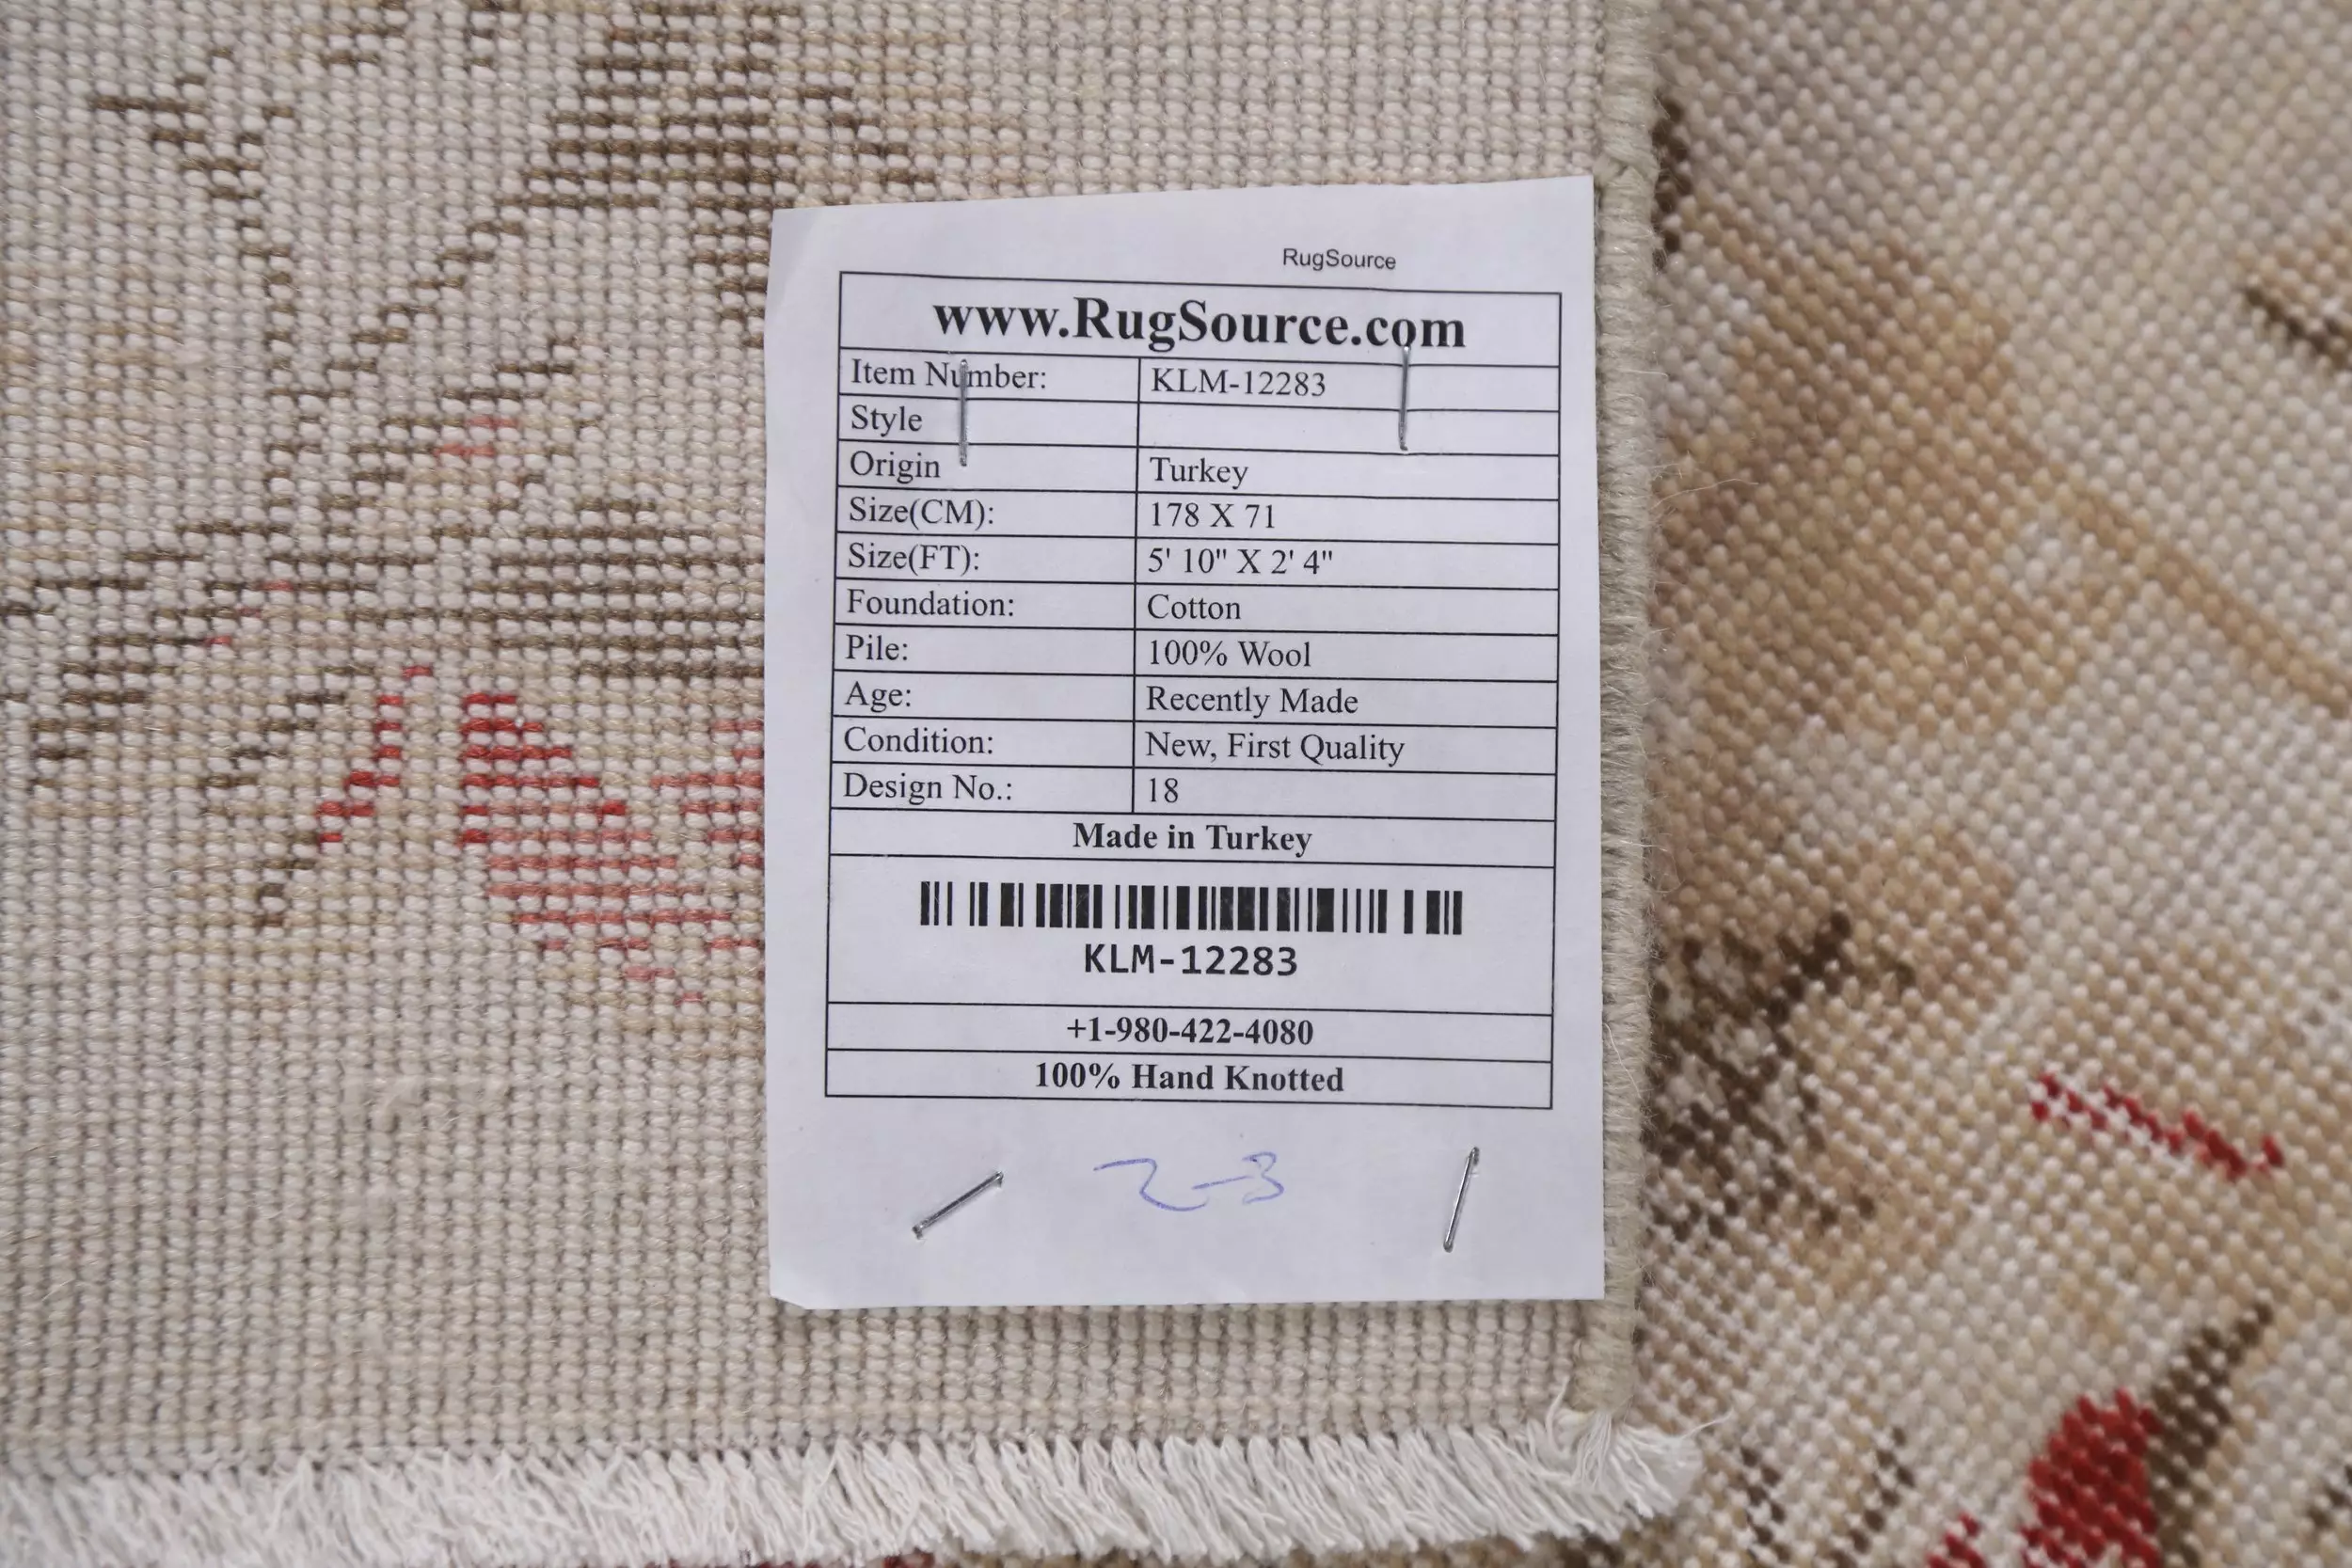 RugSource
www.RugSource.com
Item Number: KLM-12283
Style
Origin Turkey
Size(CM): 178 X 71
Size(FT): 5' 10" X 2' 4"
Foundation: Cotton
Pile: 100% Wool
Age: Recently Made
Condition: New, First Quality
Design No.: 18
Made in Turkey
KLM-12283
+1-980-422-4080
100% Hand Knotted
2-3